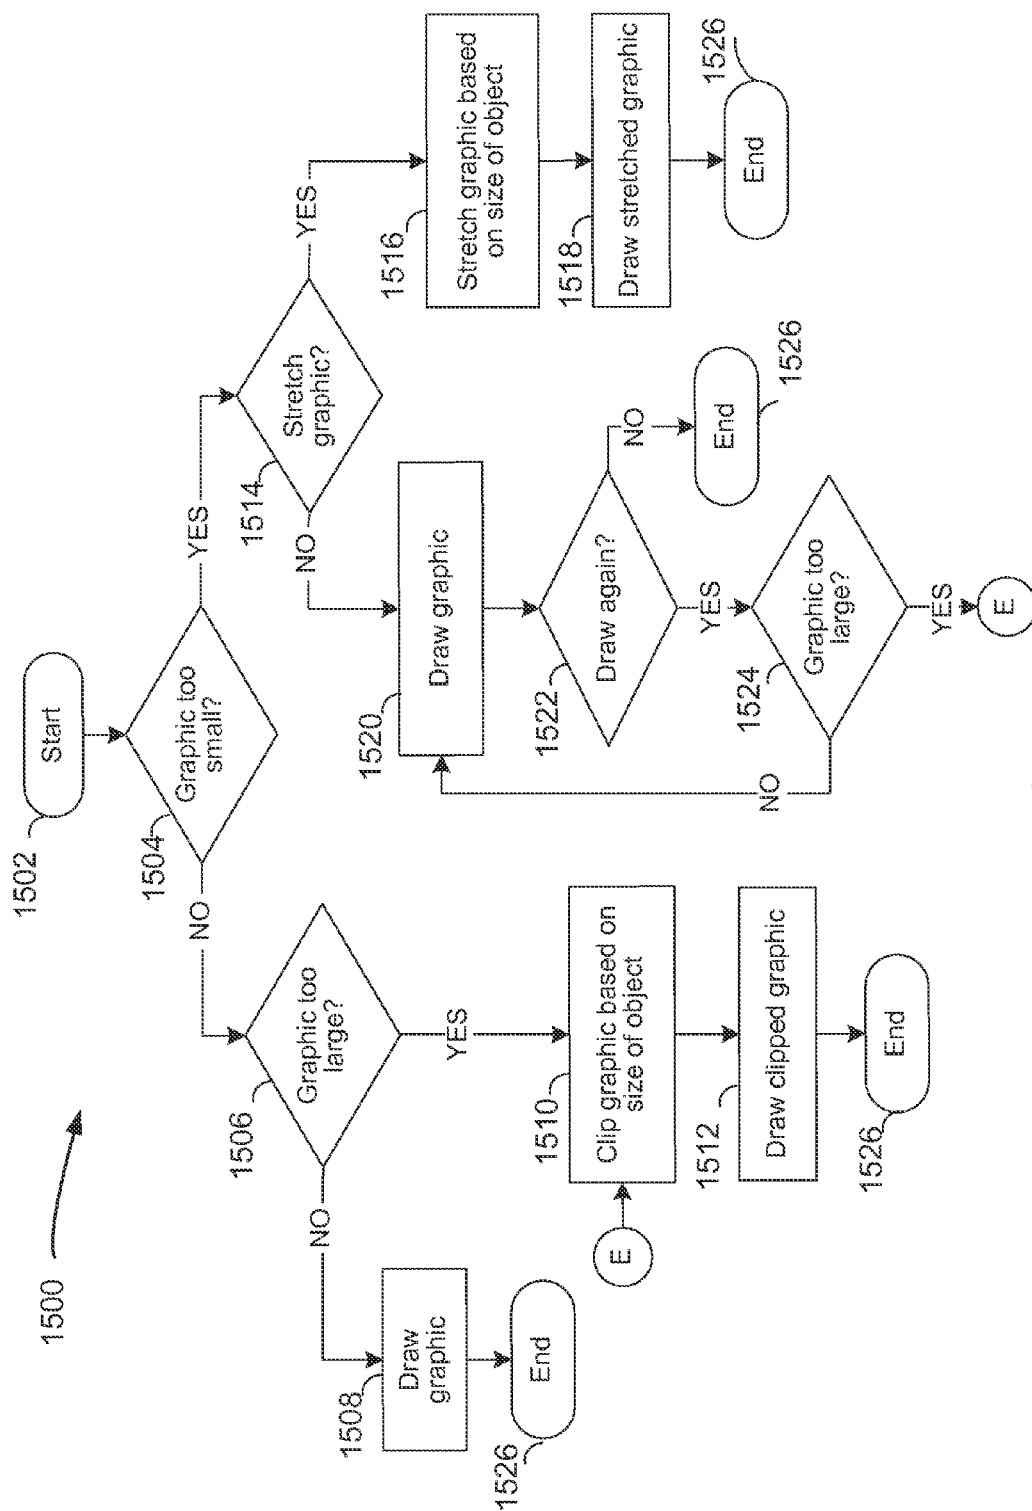 1500
1502
Start
1504
Graphic too
small?
NO
YES
1506
Graphic too
large?
NO
YES
1508
Draw
graphic
1526
End
E
1510
Clip graphic based on
size of object
1512
Draw clipped graphic
1526
End
1514
Stretch
graphic?
NO
YES
1520
Draw graphic
1522
Draw again?
NO
YES
1526
End
1524
Graphic too
large?
NO
YES
E
1516
Stretch graphic based
on size of object
1518
Draw stretched graphic
1526
End